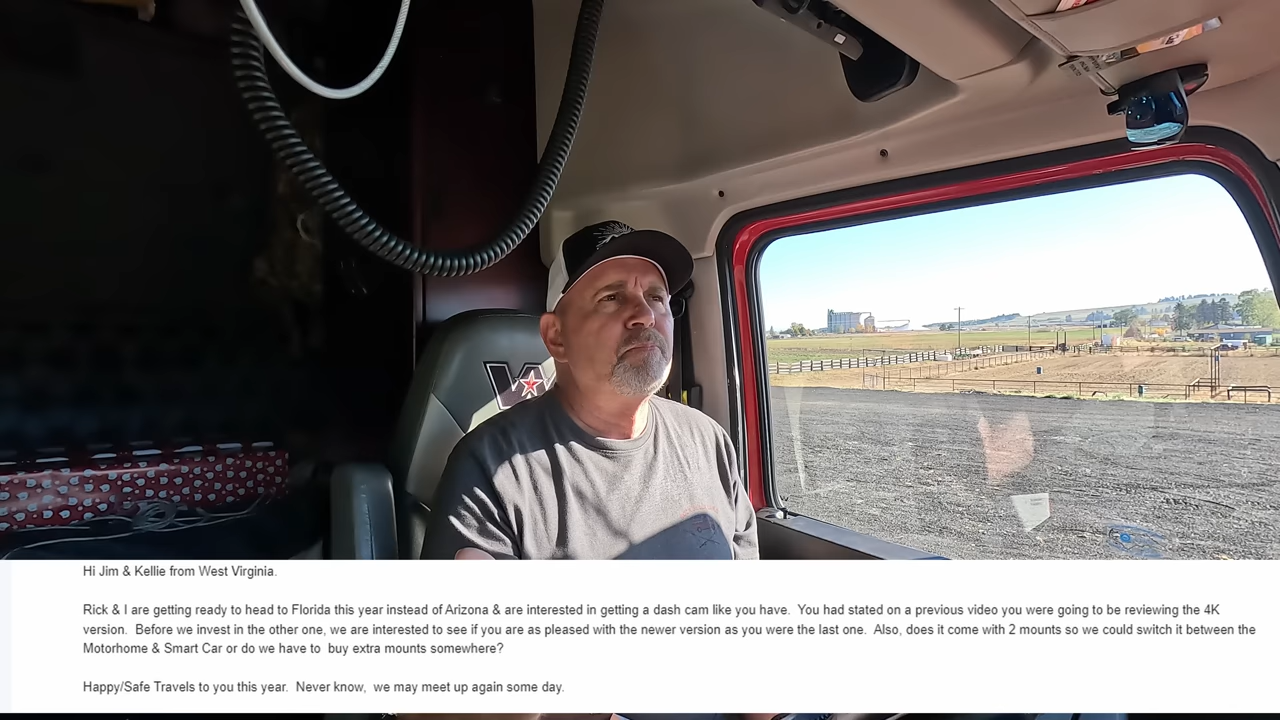 Hi Jim & Kellie from West Virginia.
Rick & I are getting ready to head to Florida this year instead of Arizona & are interested in getting a dash cam like you have.  You had stated on a previous video you were going to be reviewing the 4K
version.  Before we invest in the other one, we are interested to see if you are as pleased with the newer version as you were the last one.  Also, does it come with 2 mounts so we could switch it between the
Motorhome & Smart Car or do we have to  buy extra mounts somewhere?
Happy/Safe Travels to you this year.  Never know,  we may meet up again some day.